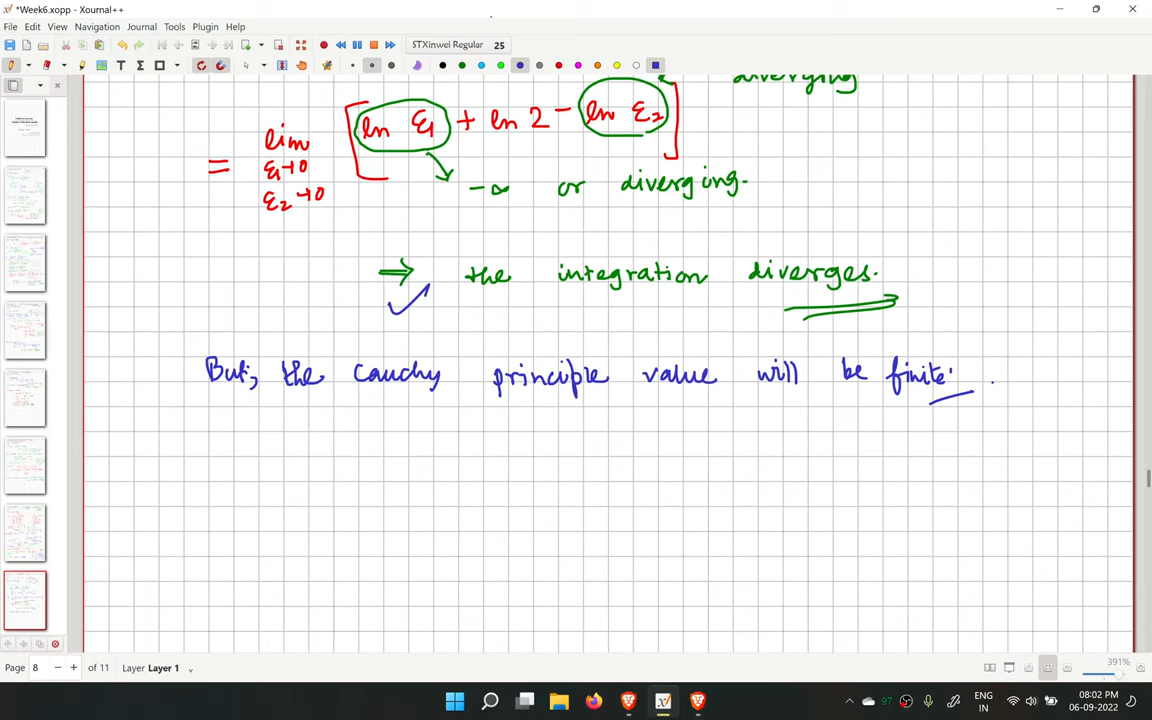 *Week6.xopp - Xournal++
File Edit View Navigation Journal Tools Plugin Help
STXinwei Regular 25
diverging
= lim [ ln ε1 + ln 2 - ln ε2 ]
ε1→0
ε2→0
-∞ or diverging.
⇒ the integration diverges.
But, the cauchy principle value will be finite.
Page 8 of 11 Layer Layer 1
391%
97 ENG IN 08:02 PM 06-09-2022